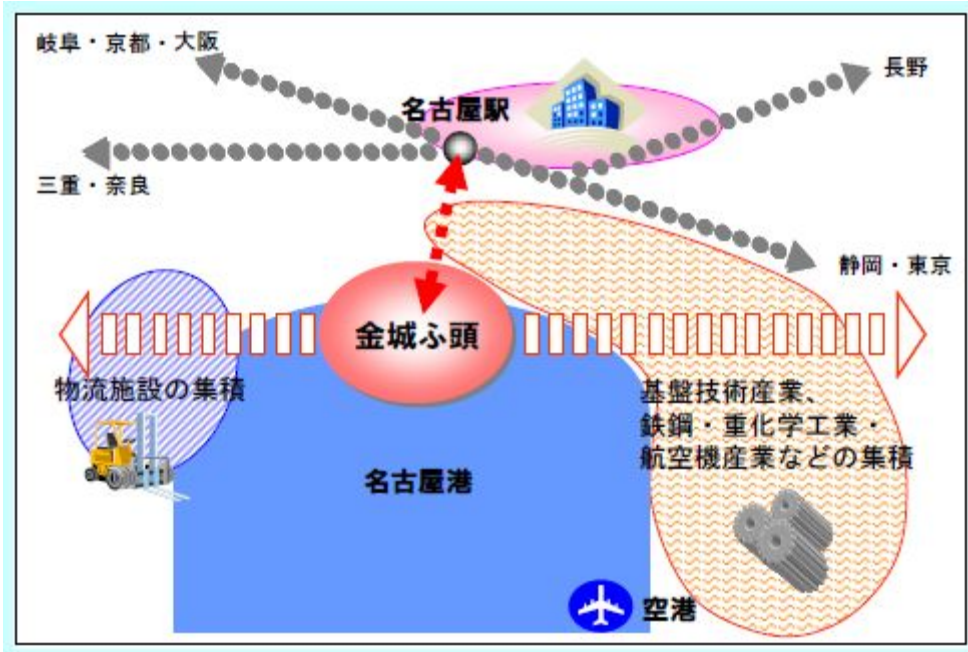 岐阜・京都・大阪
長野
名古屋駅
三重・奈良
静岡・東京
金城ふ頭
物流施設の集積
基盤技術産業、
鉄鋼・重化学工業・
航空機産業などの集積
名古屋港
空港